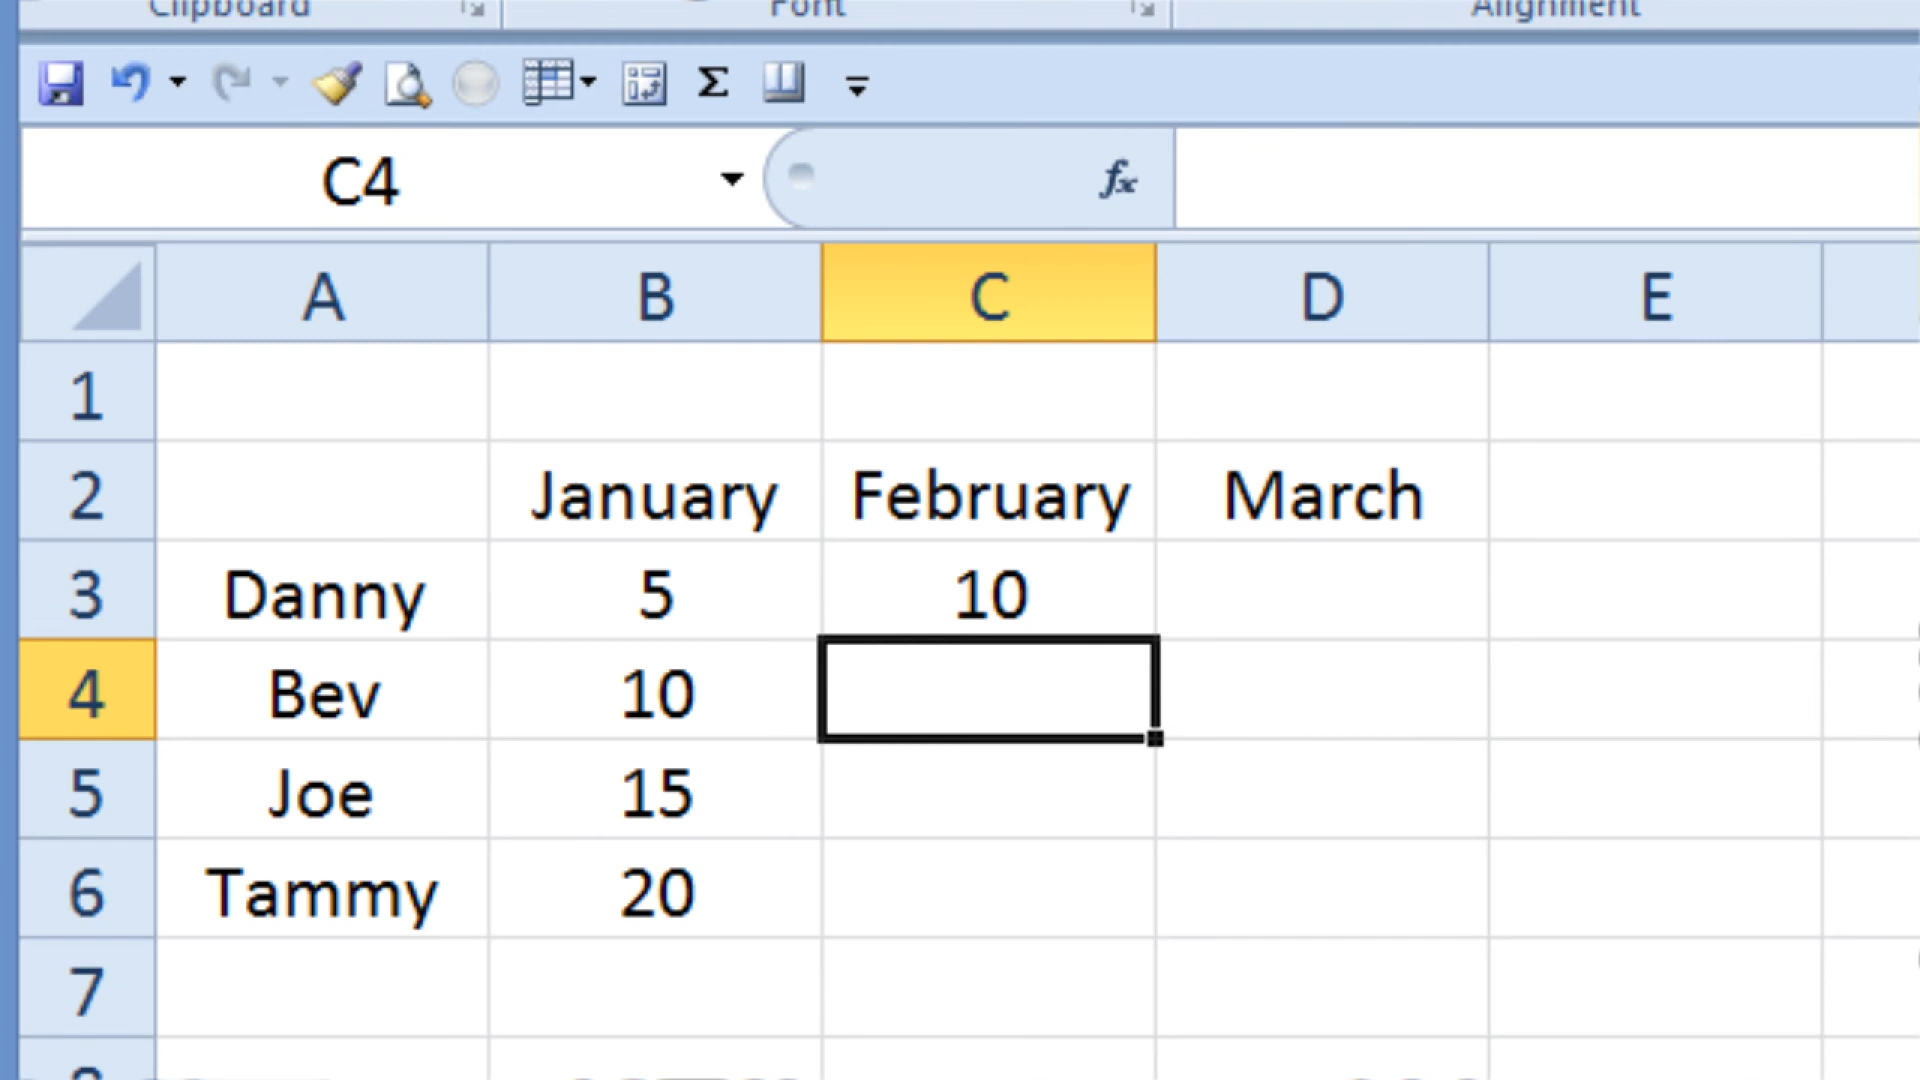 Clipboard Font Alignment
Σ
C4 fx
A B C D E
1
2 January February March
3 Danny 5 10
4 Bev 10
5 Joe 15
6 Tammy 20
7